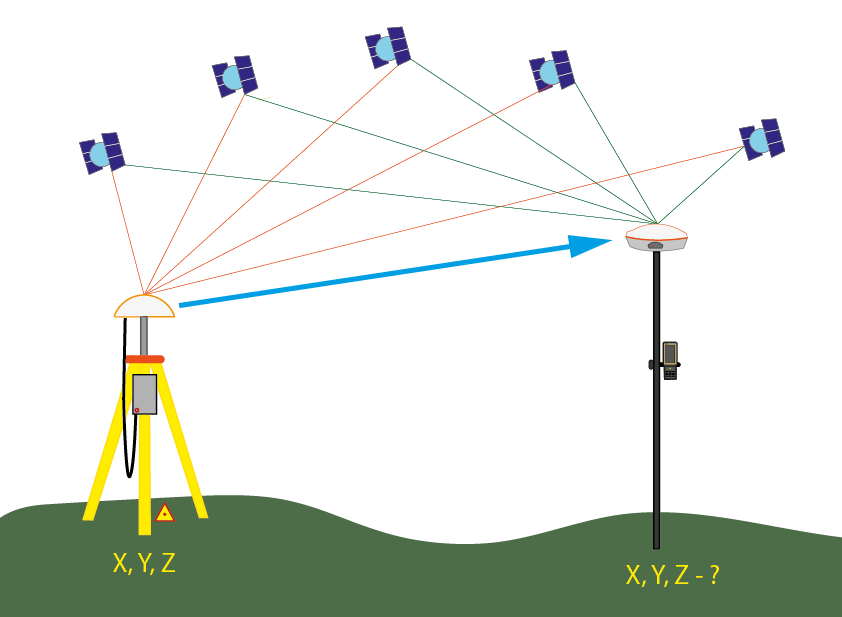 X, Y, Z
X, Y, Z - ?